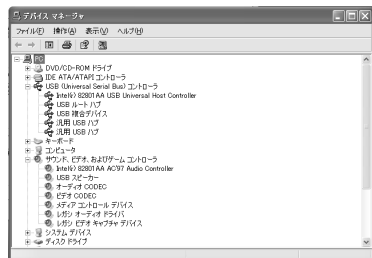 デバイス マネージャ
ファイル(F) 操作(A) 表示(V) ヘルプ(H)
PC
DVD/CD-ROM ドライブ
IDE ATA/ATAPI コントローラ
USB (Universal Serial Bus) コントローラ
Intel(r) 82801AA USB Universal Host Controller
USB ルート ハブ
USB 複合デバイス
汎用 USB ハブ
汎用 USB ハブ
キーボード
コンピュータ
サウンド、ビデオ、およびゲーム コントローラ
Intel(r) 82801AA AC'97 Audio Controller
USB スピーカー
オーディオ CODEC
ビデオ CODEC
メディア コントロール デバイス
レガシ オーディオ ドライバ
レガシ ビデオ キャプチャ デバイス
システム デバイス
ディスク ドライブ